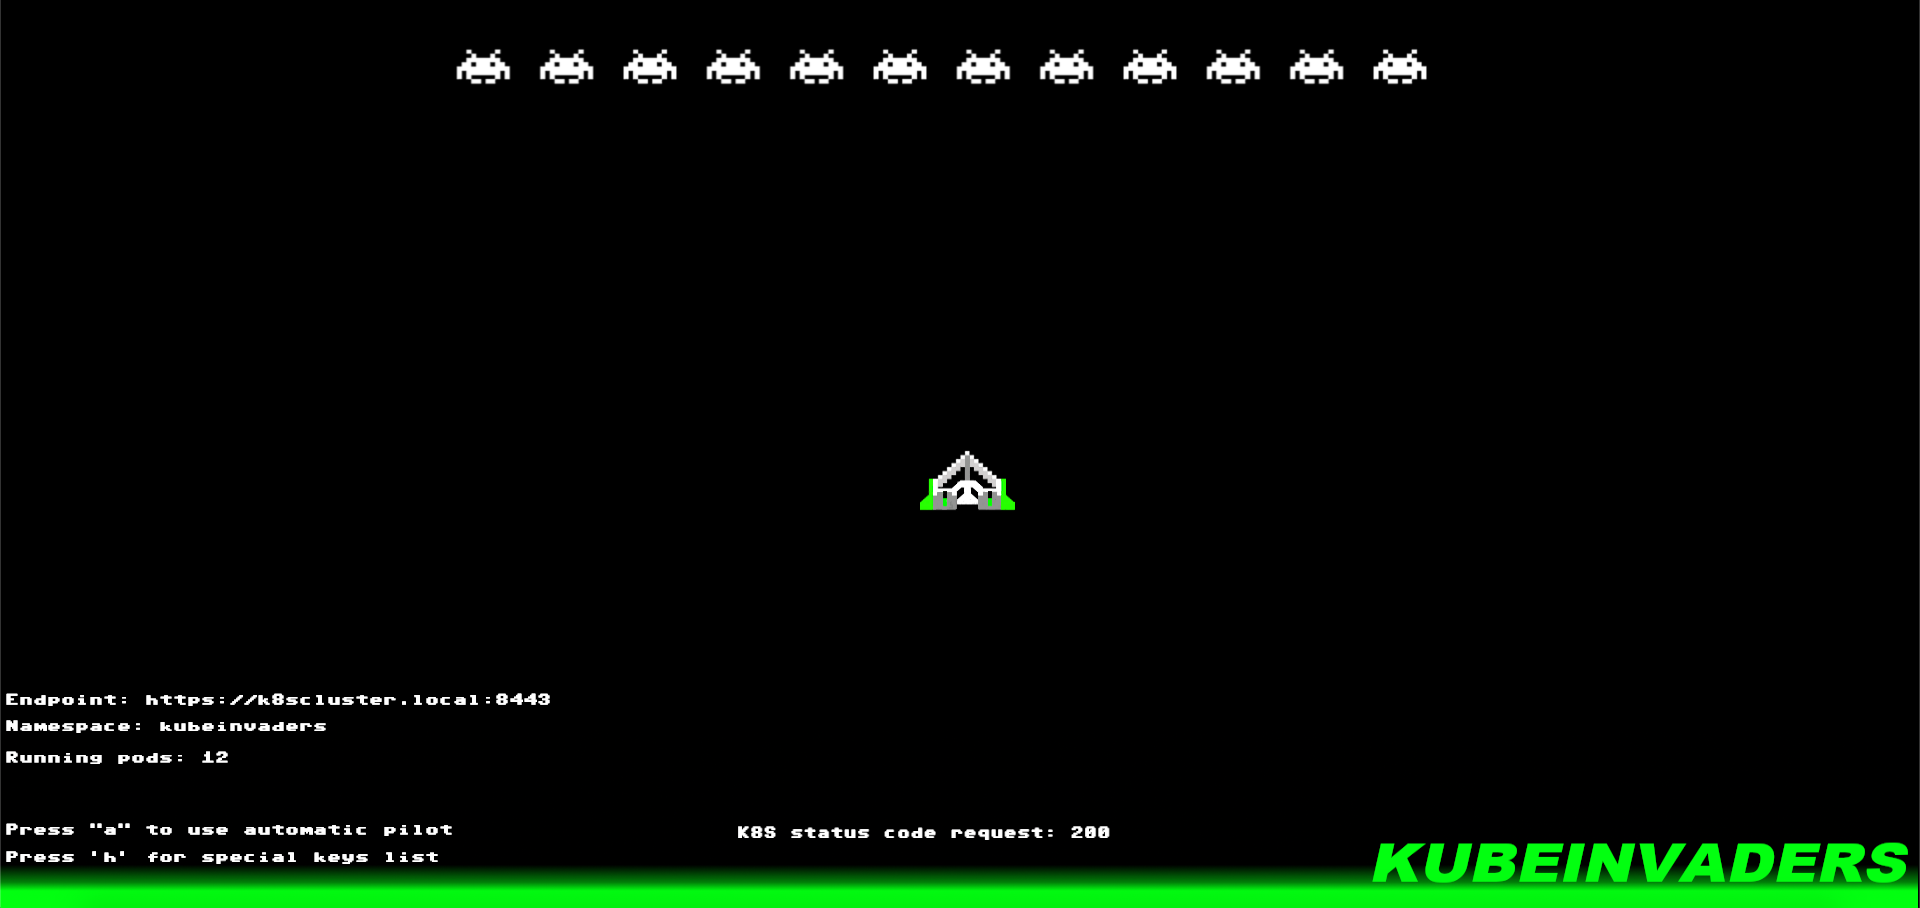 Endpoint: https://k8scluster.local:8443
Namespace: kubeinvaders
Running pods: 12
Press "a" to use automatic pilot
K8S status code request: 200
Press 'h' for special keys list
KUBEINVADERS